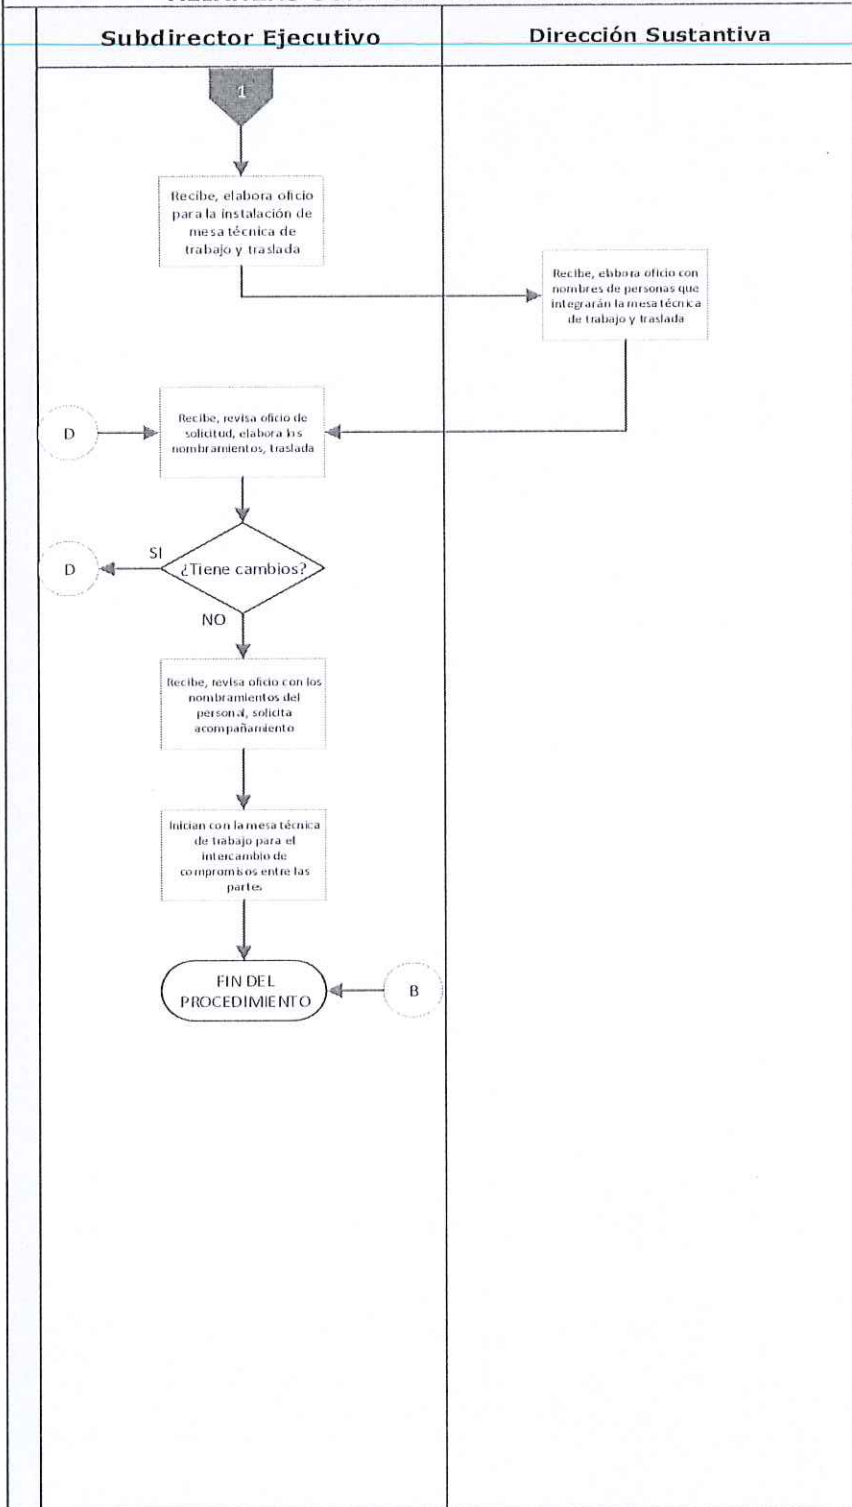 Subdirector Ejecutivo
Dirección Sustantiva
1
Recibe, elabora oficio
para la instalación de
mesa técnica de
trabajo y traslada
Recibe, elabora oficio con
nombres de personas que
integrarán la mesa técnica
de trabajo y traslada
D
Recibe, revisa oficio de
solicitud, elabora los
nombramientos, traslada
D
SI
¿Tiene cambios?
NO
Recibe, revisa oficio con los
nombramientos del
personal, solicita
acompañamiento
Inician con la mesa técnica
de trabajo para el
intercambio de
compromisos entre las
partes
FIN DEL
PROCEDIMIENTO
B